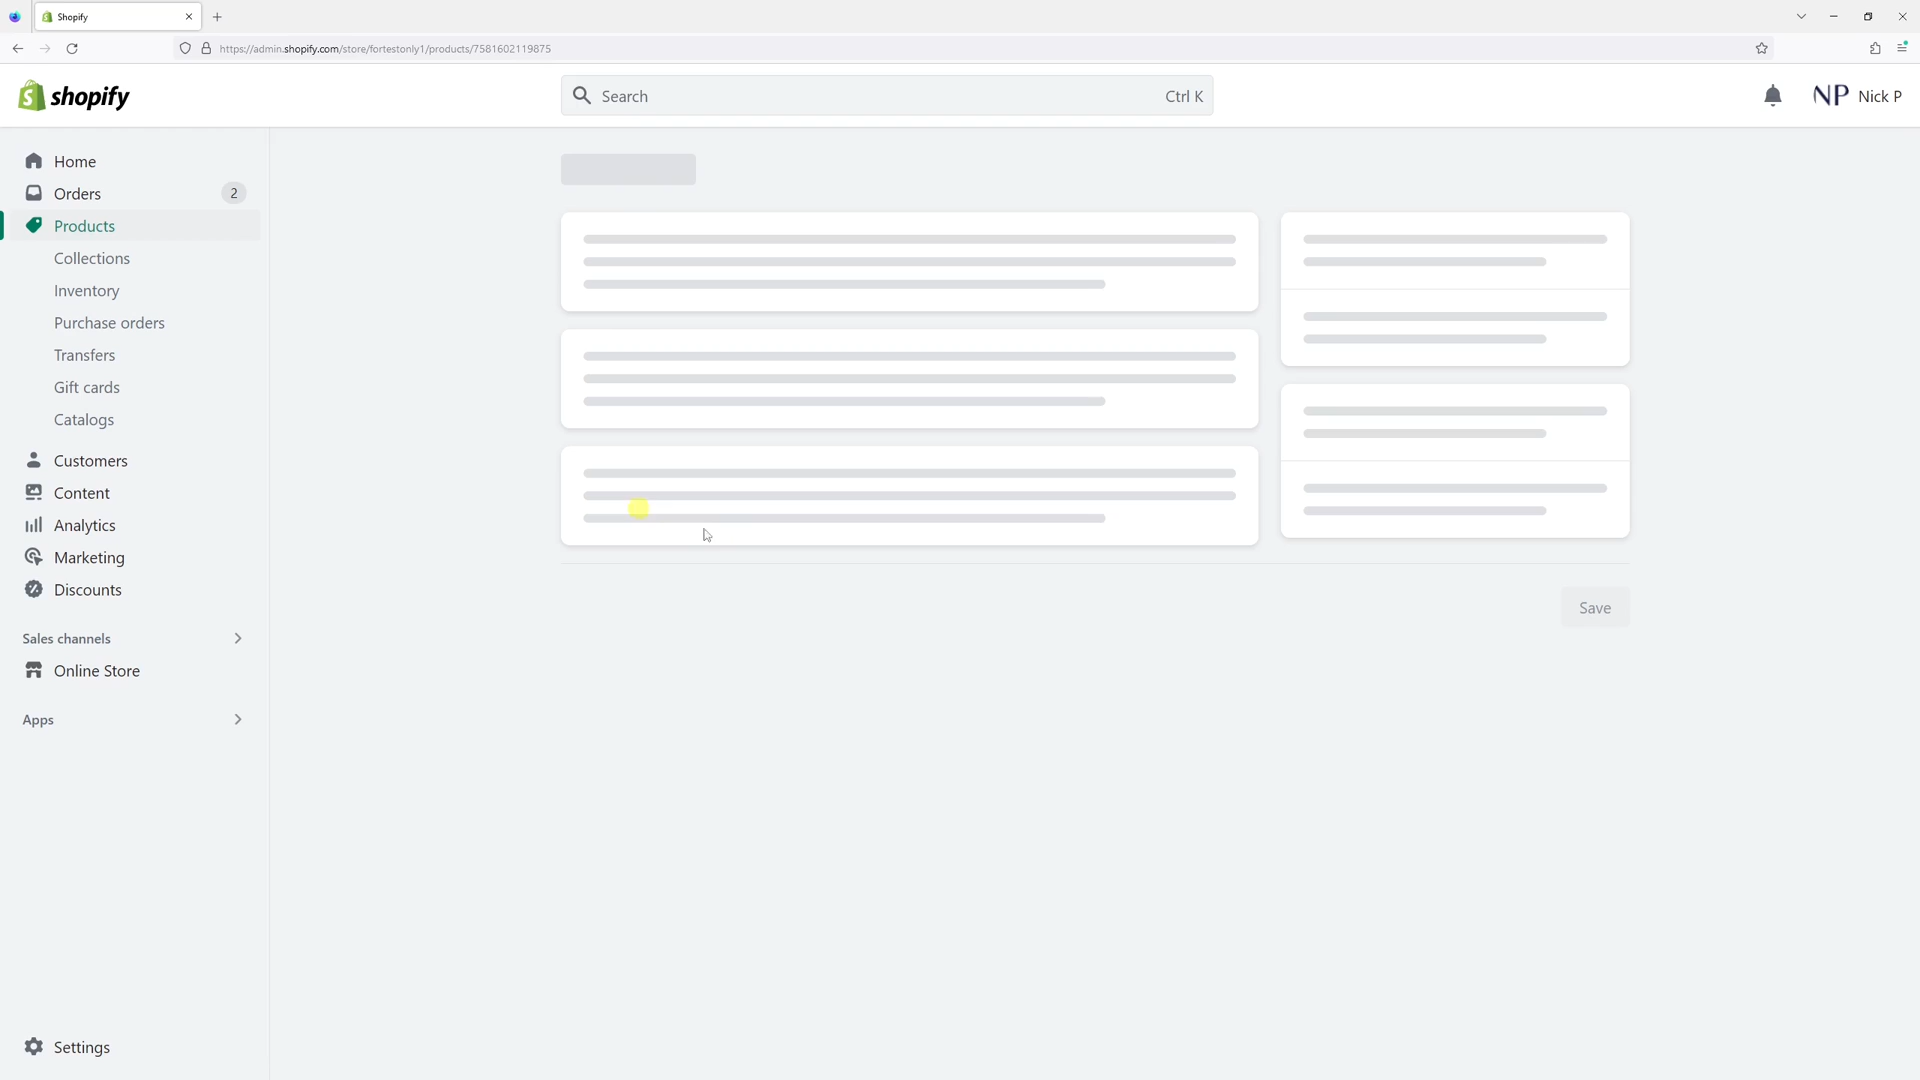 Shopify
https://admin.shopify.com/store/fortestonly1/products/7581602119875
shopify
Search
Ctrl K
NP
Nick P
Home
Orders
2
Products
Collections
Inventory
Purchase orders
Transfers
Gift cards
Catalogs
Customers
Content
Analytics
Marketing
Discounts
Save
Sales channels
Online Store
Apps
Settings